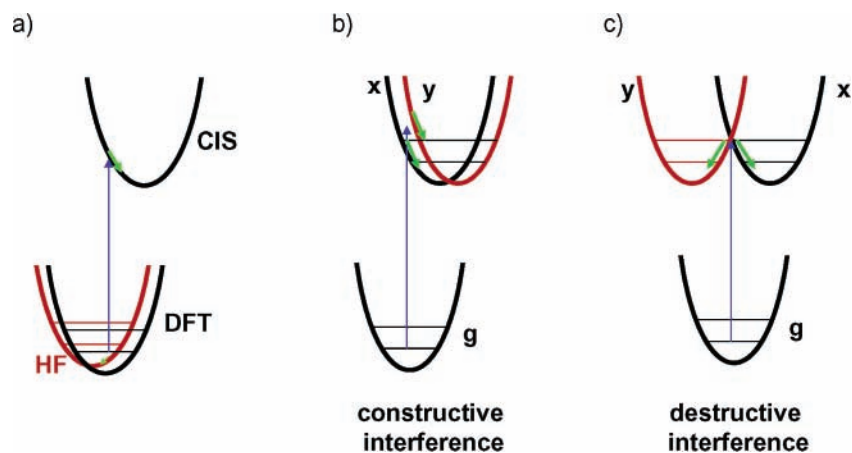 a)
CIS
DFT
HF
b)
x y
g
constructive
interference
c)
y x
g
destructive
interference